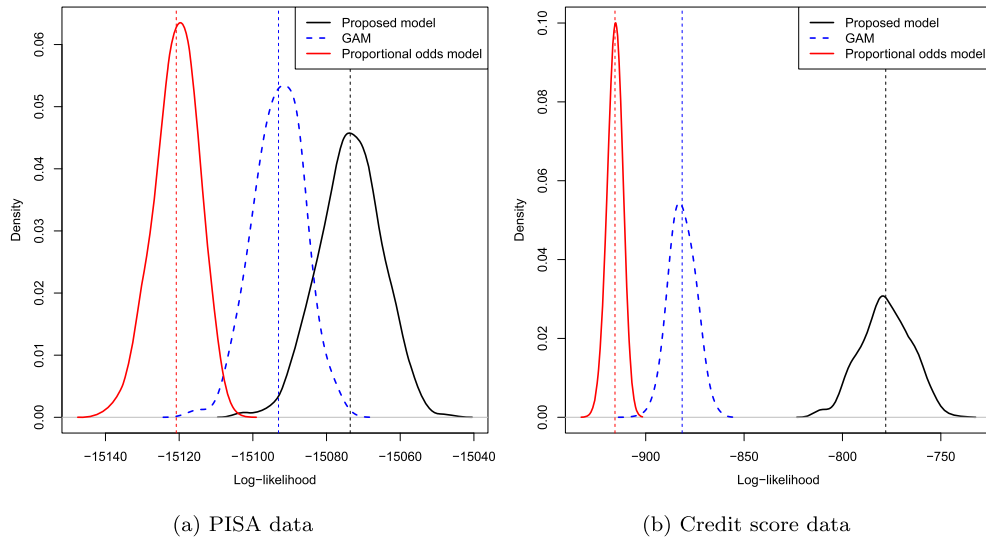 Proposed model
GAM
Proportional odds model
Density
0.00
0.01
0.02
0.03
0.04
0.05
0.06
−15140
−15120
−15100
−15080
−15060
−15040
Log−likelihood
(a) PISA data
Proposed model
GAM
Proportional odds model
Density
0.00
0.02
0.04
0.06
0.08
0.10
−900
−850
−800
−750
Log−likelihood
(b) Credit score data